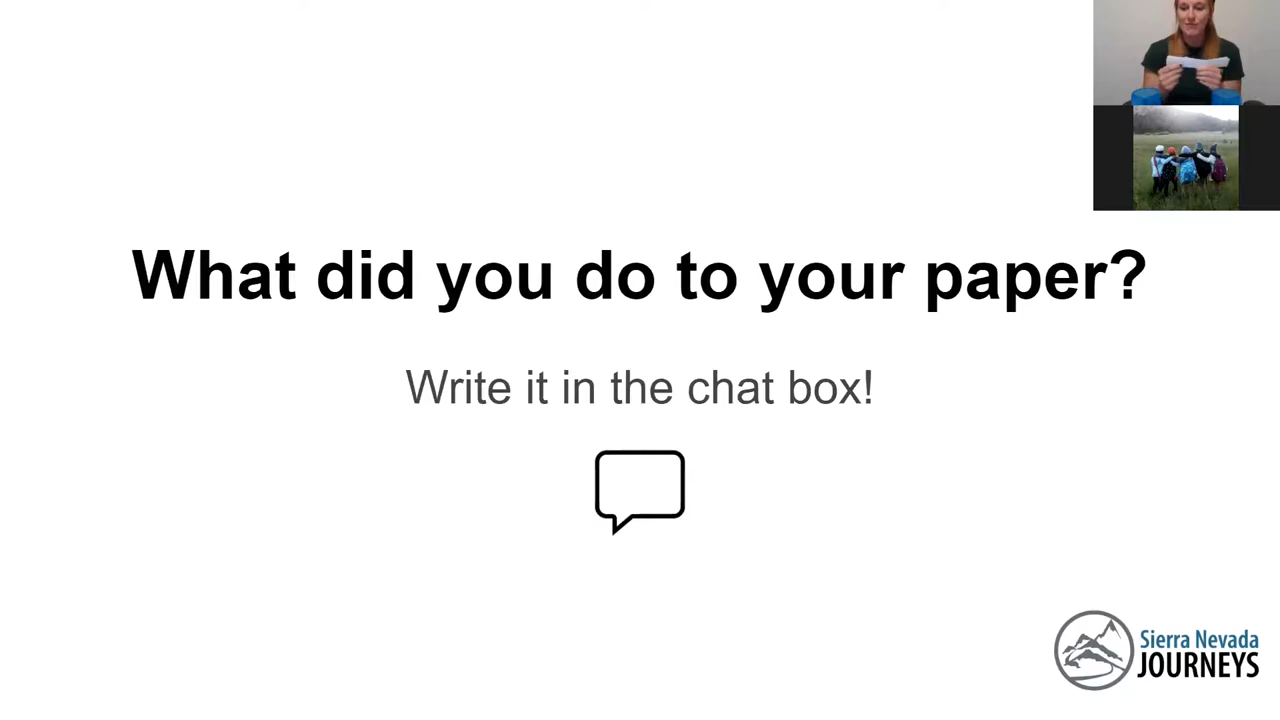 What did you do to your paper?
Write it in the chat box!
Sierra Nevada
JOURNEYS